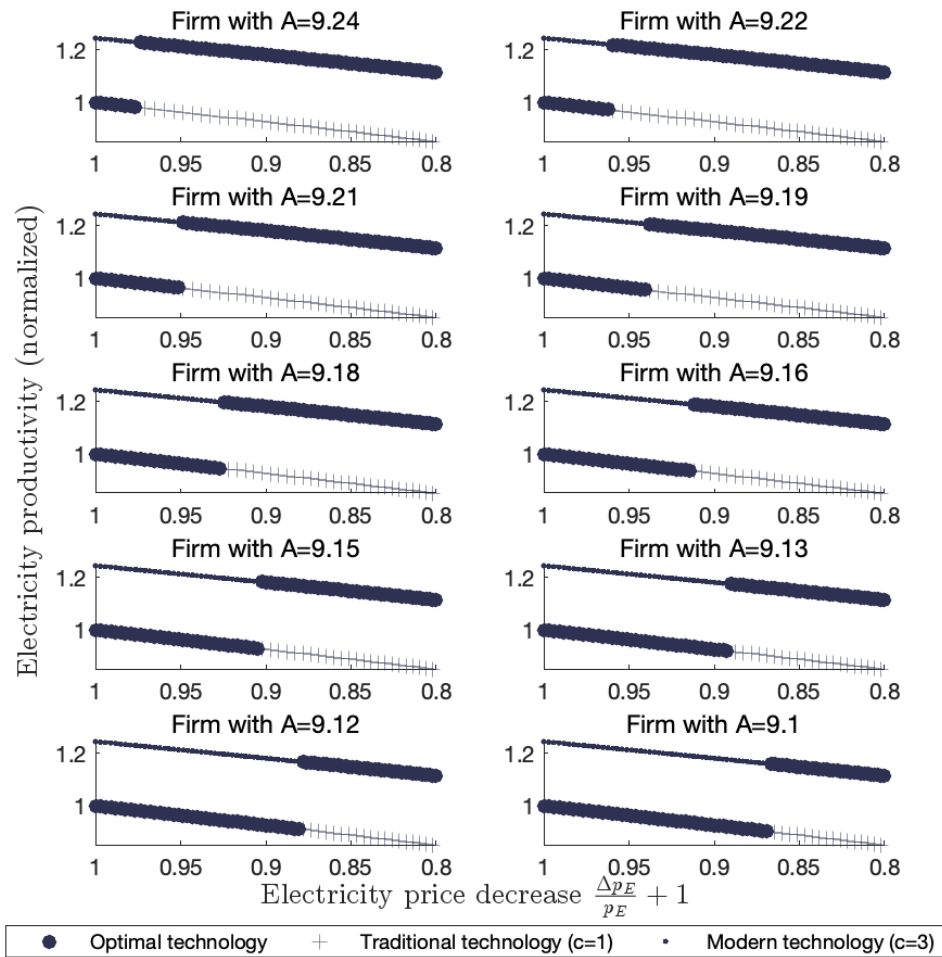 Firm with A=9.24
Firm with A=9.22
1.2
1
1 0.95 0.9 0.85 0.8
1.2
1
1 0.95 0.9 0.85 0.8
Firm with A=9.21
Firm with A=9.19
1.2
1
1 0.95 0.9 0.85 0.8
1.2
1
1 0.95 0.9 0.85 0.8
Electricity productivity (normalized)
Firm with A=9.18
Firm with A=9.16
1.2
1
1 0.95 0.9 0.85 0.8
1.2
1
1 0.95 0.9 0.85 0.8
Firm with A=9.15
Firm with A=9.13
1.2
1
1 0.95 0.9 0.85 0.8
1.2
1
1 0.95 0.9 0.85 0.8
Firm with A=9.12
Firm with A=9.1
1.2
1
1 0.95 0.9 0.85 0.8
1.2
1
1 0.95 0.9 0.85 0.8
Electricity price decrease $\frac{\Delta p_E}{p_E} + 1$
Optimal technology
Traditional technology (c=1)
Modern technology (c=3)